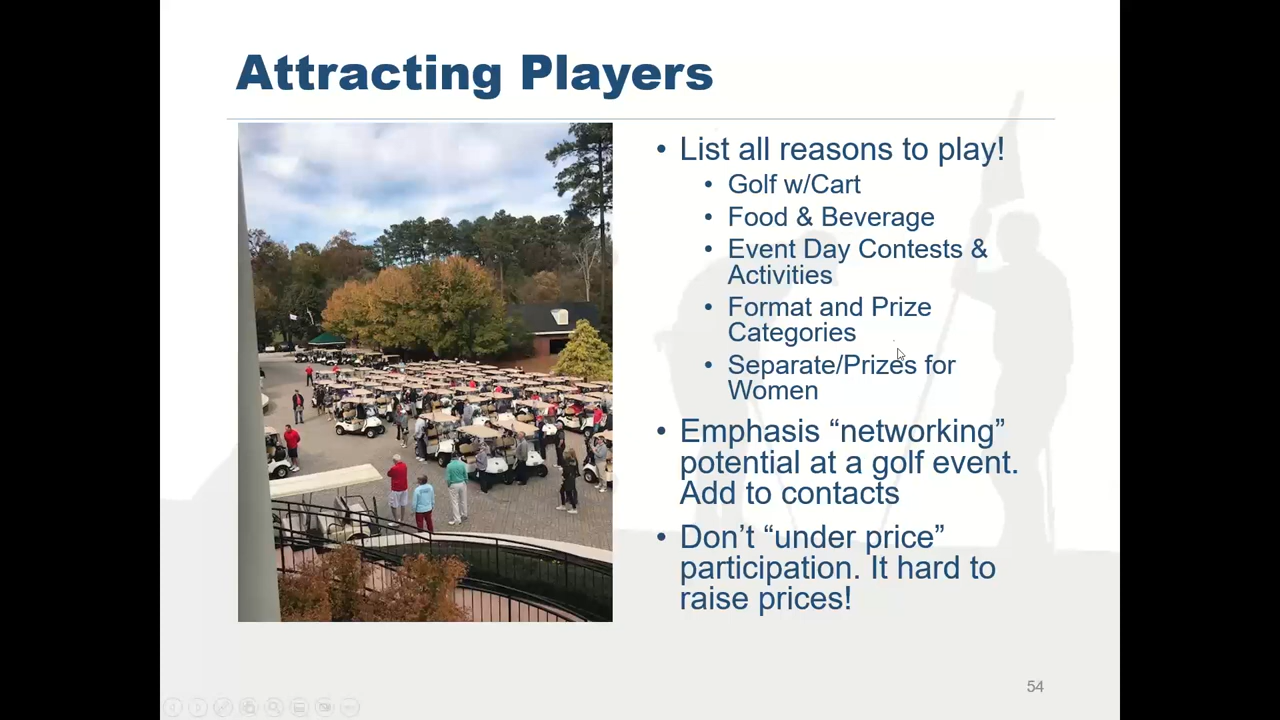 Attracting Players
• List all reasons to play!
• Golf w/Cart
• Food & Beverage
• Event Day Contests &
Activities
• Format and Prize
Categories
• Separate/Prizes for
Women
• Emphasis “networking”
potential at a golf event.
Add to contacts
• Don’t “under price”
participation. It hard to
raise prices!
54